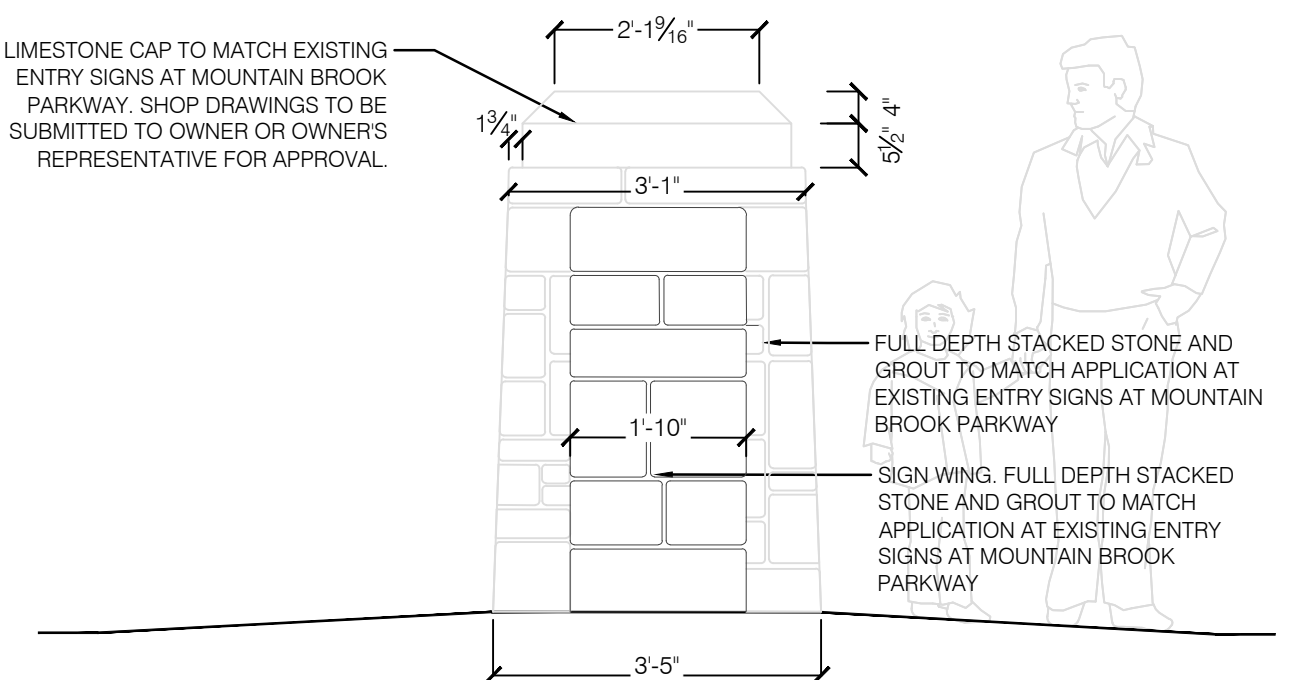 2'-1 9/16"
LIMESTONE CAP TO MATCH EXISTING
ENTRY SIGNS AT MOUNTAIN BROOK
PARKWAY. SHOP DRAWINGS TO BE
SUBMITTED TO OWNER OR OWNER'S
REPRESENTATIVE FOR APPROVAL.
1 3/4"
4"
5 1/2"
3'-1"
FULL DEPTH STACKED STONE AND
GROUT TO MATCH APPLICATION AT
EXISTING ENTRY SIGNS AT MOUNTAIN
BROOK PARKWAY
1'-10"
SIGN WING. FULL DEPTH STACKED
STONE AND GROUT TO MATCH
APPLICATION AT EXISTING ENTRY
SIGNS AT MOUNTAIN BROOK
PARKWAY
3'-5"